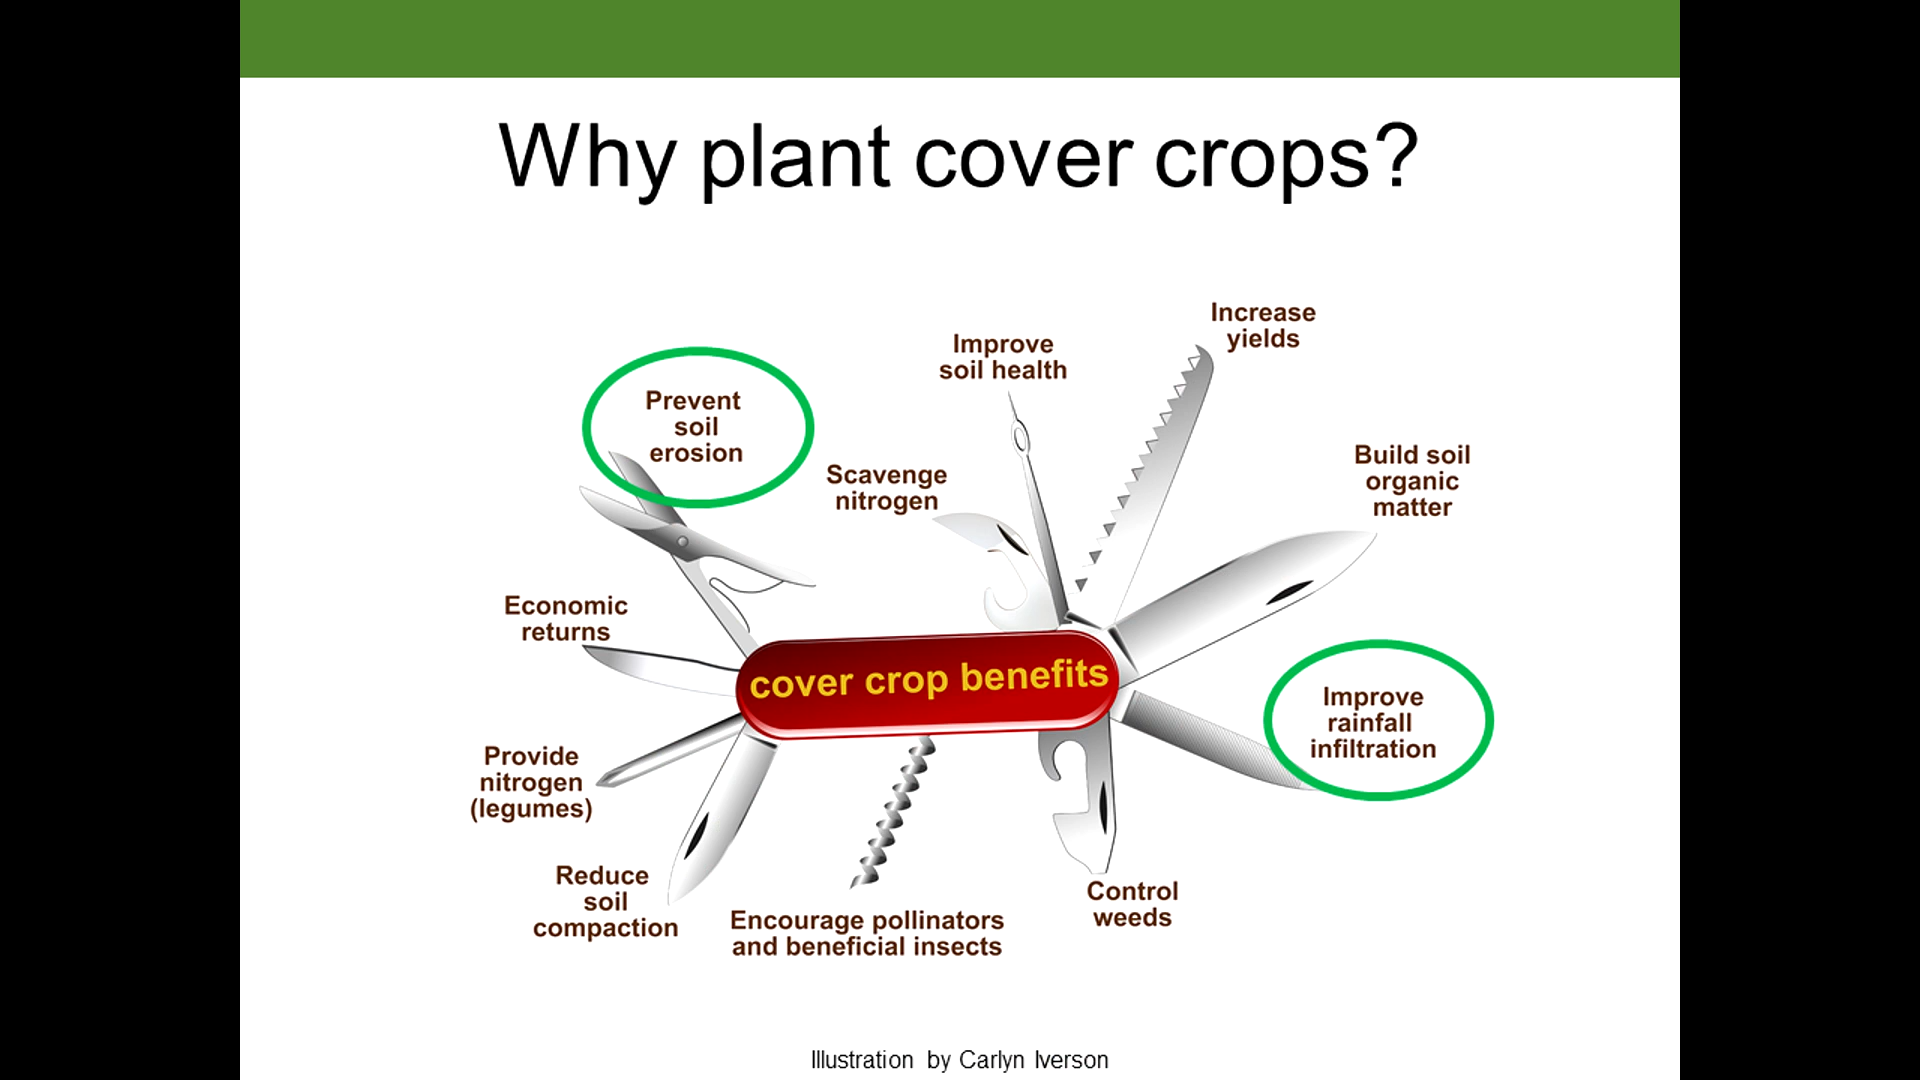 Why plant cover crops?
Increase
yields
Improve
soil health
Prevent
soil
erosion
Scavenge
nitrogen
Build soil
organic
matter
Economic
returns
cover crop benefits
Improve
rainfall
infiltration
Provide
nitrogen
(legumes)
Reduce
soil
compaction
Encourage pollinators
and beneficial insects
Control
weeds
Illustration by Carlyn Iverson